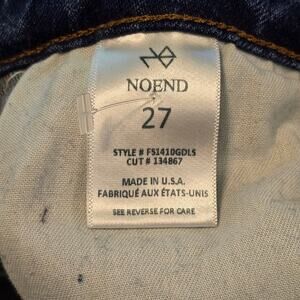 NOEND
27
STYLE # FS1410GDLS
CUT # 134867
MADE IN U.S.A.
FABRIQUÉ AUX ÉTATS-UNIS
SEE REVERSE FOR CARE